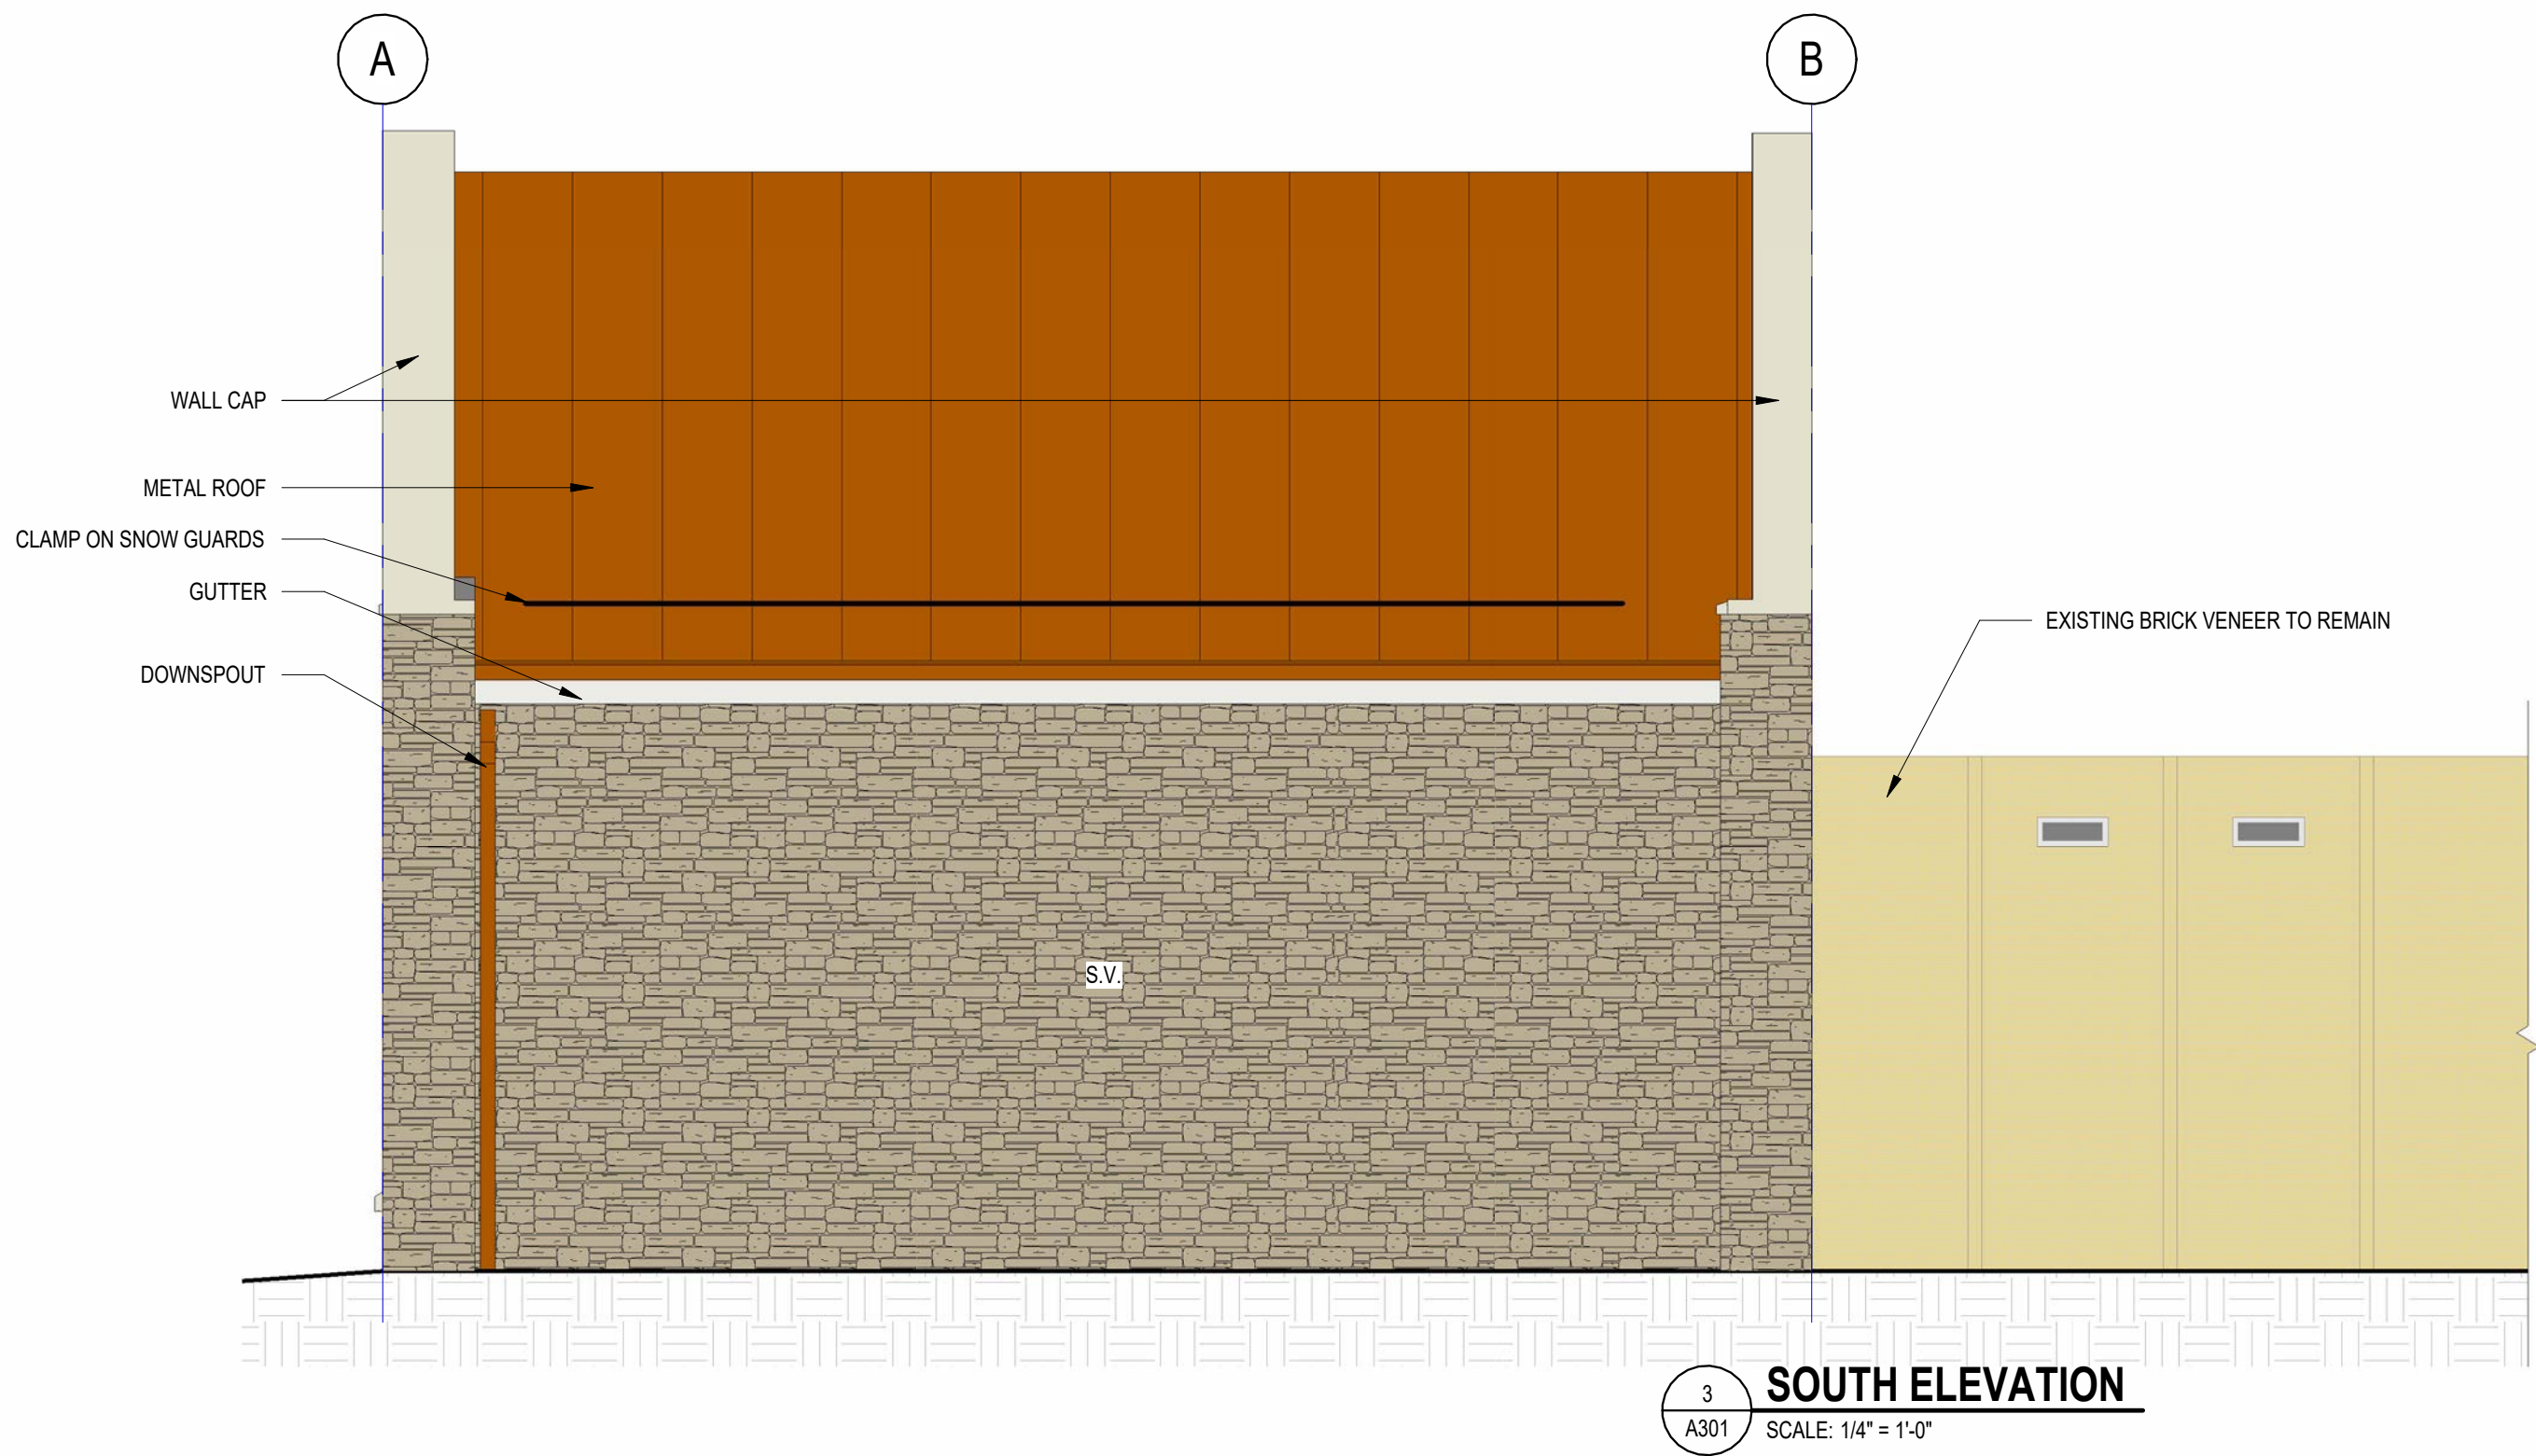 A
B
WALL CAP
METAL ROOF
CLAMP ON SNOW GUARDS
GUTTER
DOWNSPOUT
EXISTING BRICK VENEER TO REMAIN
S.V.
3
A301
SOUTH ELEVATION
SCALE: 1/4" = 1'-0"